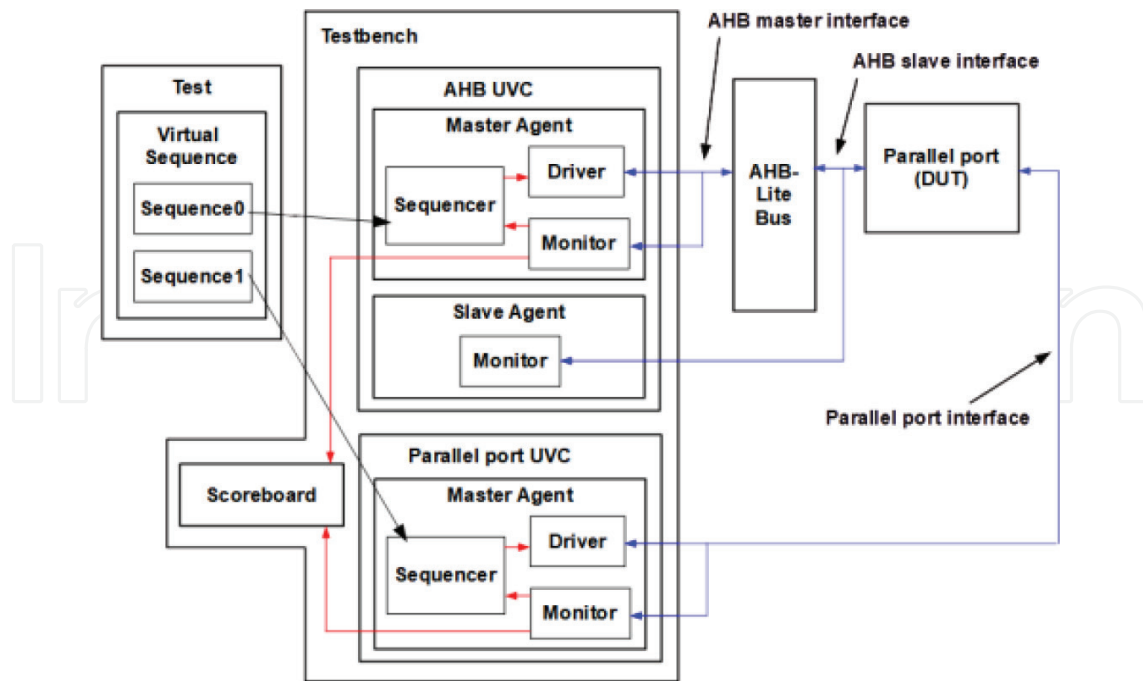 AHB master interface
Testbench
AHB slave interface
Test
AHB UVC
Virtual
Sequence
Master Agent
Sequence0
Sequencer
Driver
Monitor
AHB-
Lite
Bus
Parallel port
(DUT)
Sequence1
Slave Agent
Monitor
Parallel port interface
Parallel port UVC
Scoreboard
Master Agent
Driver
Sequencer
Monitor